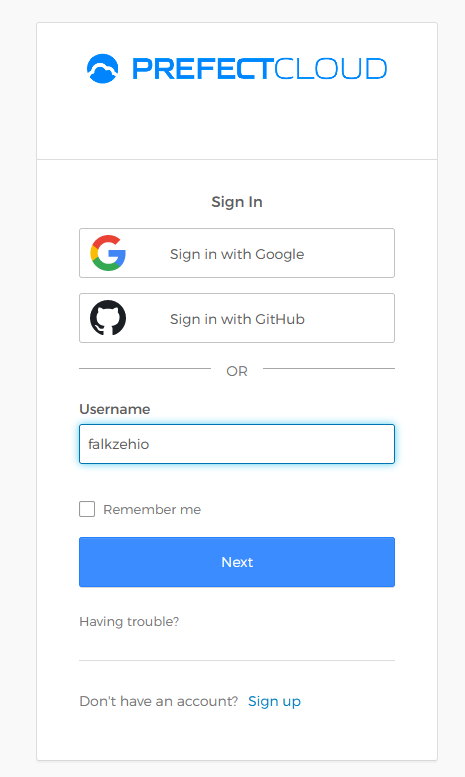 PREFECTCLOUD
Sign In
Sign in with Google
Sign in with GitHub
OR
Username
falkzehio
Remember me
Next
Having trouble?
Don't have an account? Sign up